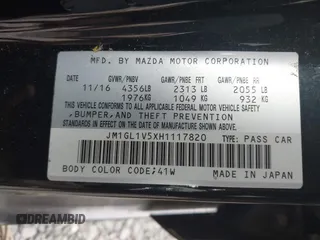 MFD. BY MAZDA MOTOR CORPORATION
GVWR/PNBV GAWR/PNBE FRT GAWR/PNBE RR
11/16 4356LB 2313 LB 2055 LB
1976KG 1049 KG 932 KG
THIS VEHICLE CONFORMS TO ALL APPLICABLE FEDERAL MOTOR VEHICLE SAFETY
,BUMPER, AND THEFT PREVENTION
STANDARDS IN EFFECT ON THE DATE OF MANUFACTURE SHOWN ABOVE.
JM1GL1V5XH1117820 TYPE: PASS CAR
BODY COLOR CODE:41W MADE IN JAPAN
DREAMBID